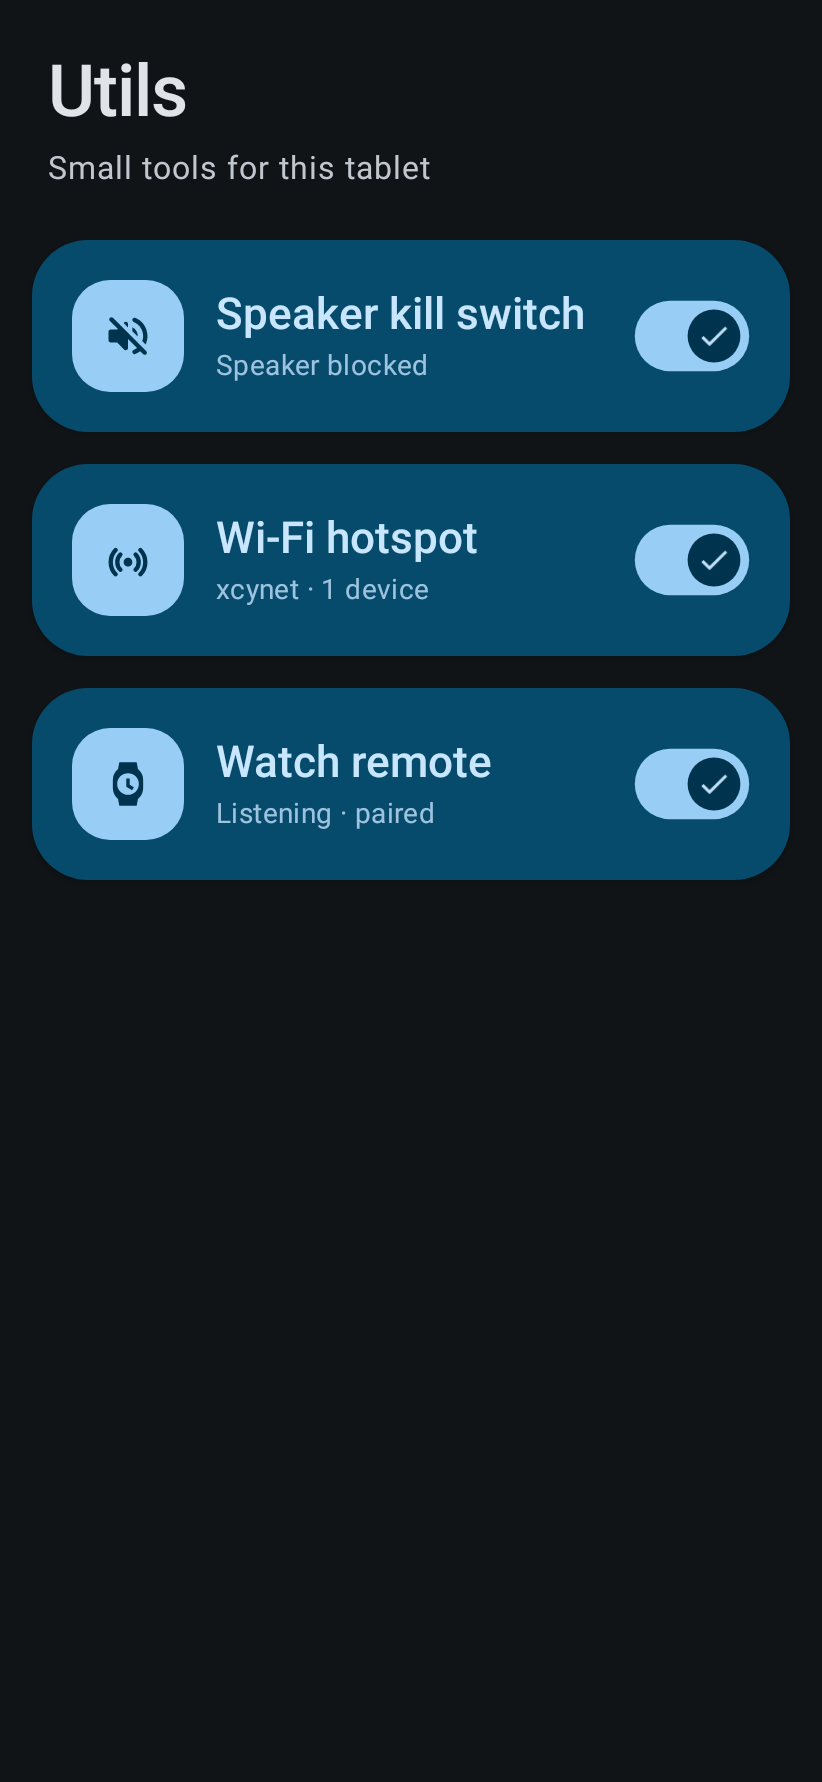 Utils
Small tools for this tablet
Speaker kill switch
Speaker blocked
Wi-Fi hotspot
xcynet · 1 device
Watch remote
Listening · paired